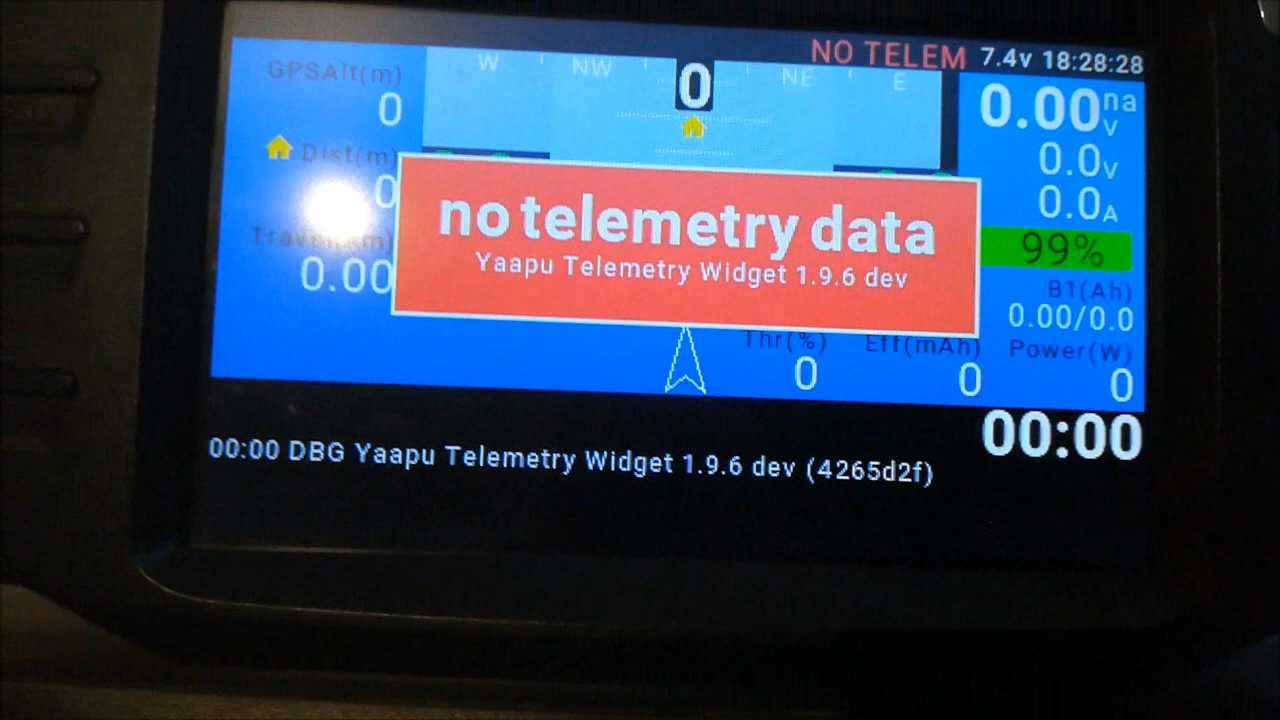 NO TELEM 7.4v 18:28:28
GPSAlt(m)
0
W NW 0 NE E
0.00 na V
0.0V
0.0A
Dist(m)
0
no telemetry data
Yaapu Telemetry Widget 1.9.6 dev
99%
0.00
B1(Ah)
0.00/0.0
Thr(%) Eff(mAh) Power(W)
0 0 0
00:00
00:00 DBG Yaapu Telemetry Widget 1.9.6 dev (4265d2f)